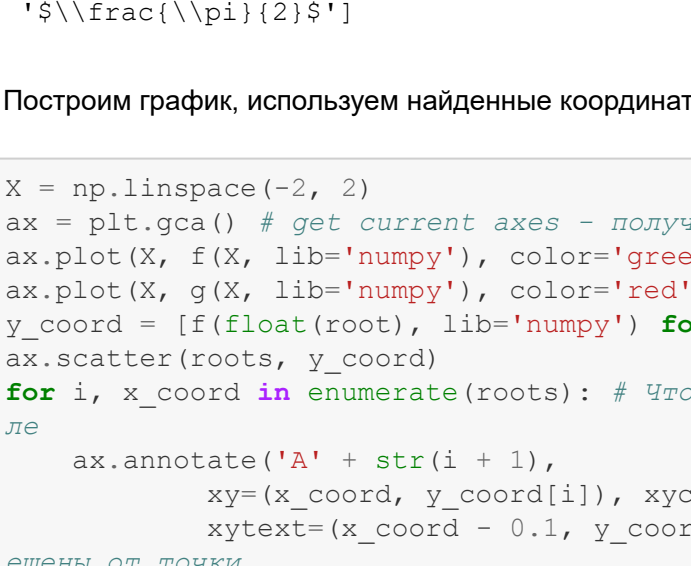 '$\\frac{\\pi}{2}$']
Построим график, используем найденные координат
X = np.linspace(-2, 2)
ax = plt.gca() # get current axes - получ
ax.plot(X, f(X, lib='numpy'), color='gree
ax.plot(X, g(X, lib='numpy'), color='red'
y_coord = [f(float(root), lib='numpy') fo
ax.scatter(roots, y_coord)
for i, x_coord in enumerate(roots): # Что
ле
    ax.annotate('A' + str(i + 1),
            xy=(x_coord, y_coord[i]), xyc
            xytext=(x_coord - 0.1, y_coor
ешены от точки